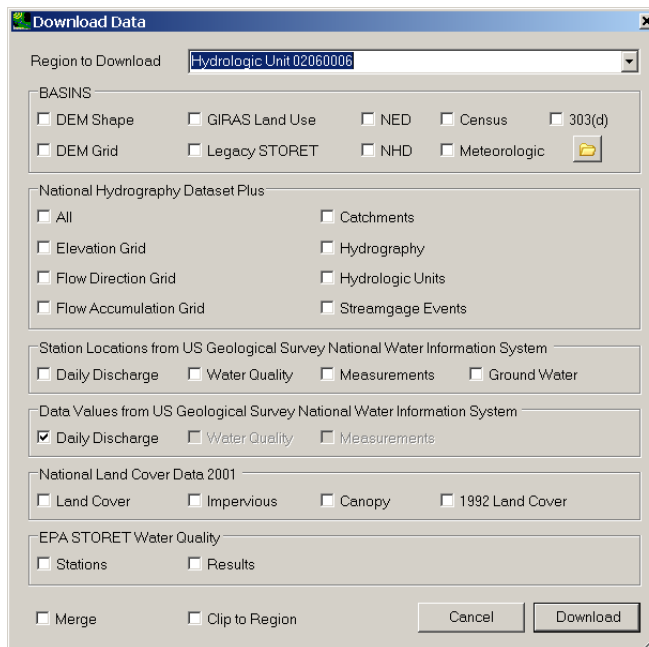 Download Data
Region to Download Hydrologic Unit 02060006
BASINS
DEM Shape GIRAS Land Use NED Census 303(d)
DEM Grid Legacy STORET NHD Meteorologic
National Hydrography Dataset Plus
All Catchments
Elevation Grid Hydrography
Flow Direction Grid Hydrologic Units
Flow Accumulation Grid Streamgage Events
Station Locations from US Geological Survey National Water Information System
Daily Discharge Water Quality Measurements Ground Water
Data Values from US Geological Survey National Water Information System
Daily Discharge Water Quality Measurements
National Land Cover Data 2001
Land Cover Impervious Canopy 1992 Land Cover
EPA STORET Water Quality
Stations Results
Merge Clip to Region Cancel Download